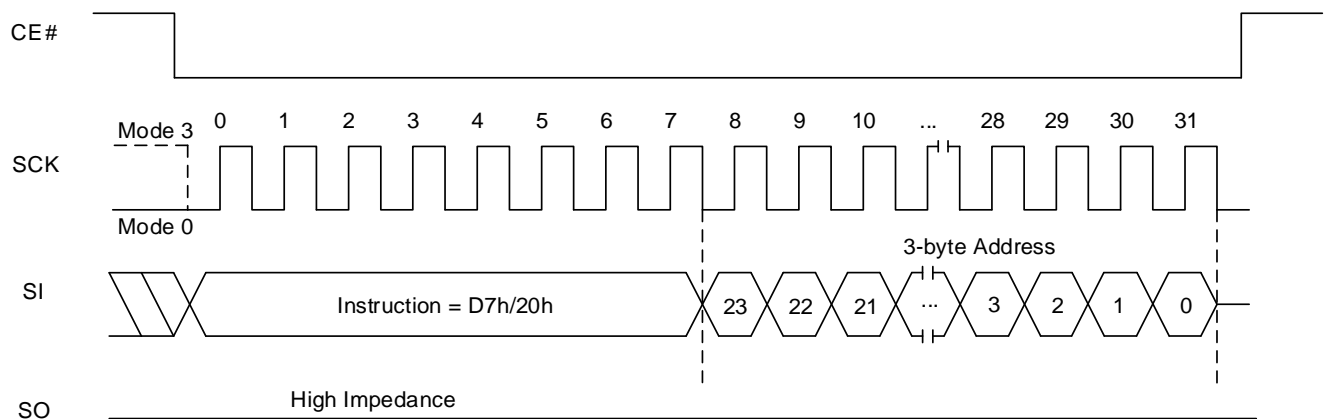 CE#
0 1 2 3 4 5 6 7 8 9 10 ... 28 29 30 31
Mode 3
SCK
Mode 0
3-byte Address
SI
Instruction = D7h/20h 23 22 21 ... 3 2 1 0
High Impedance
SO